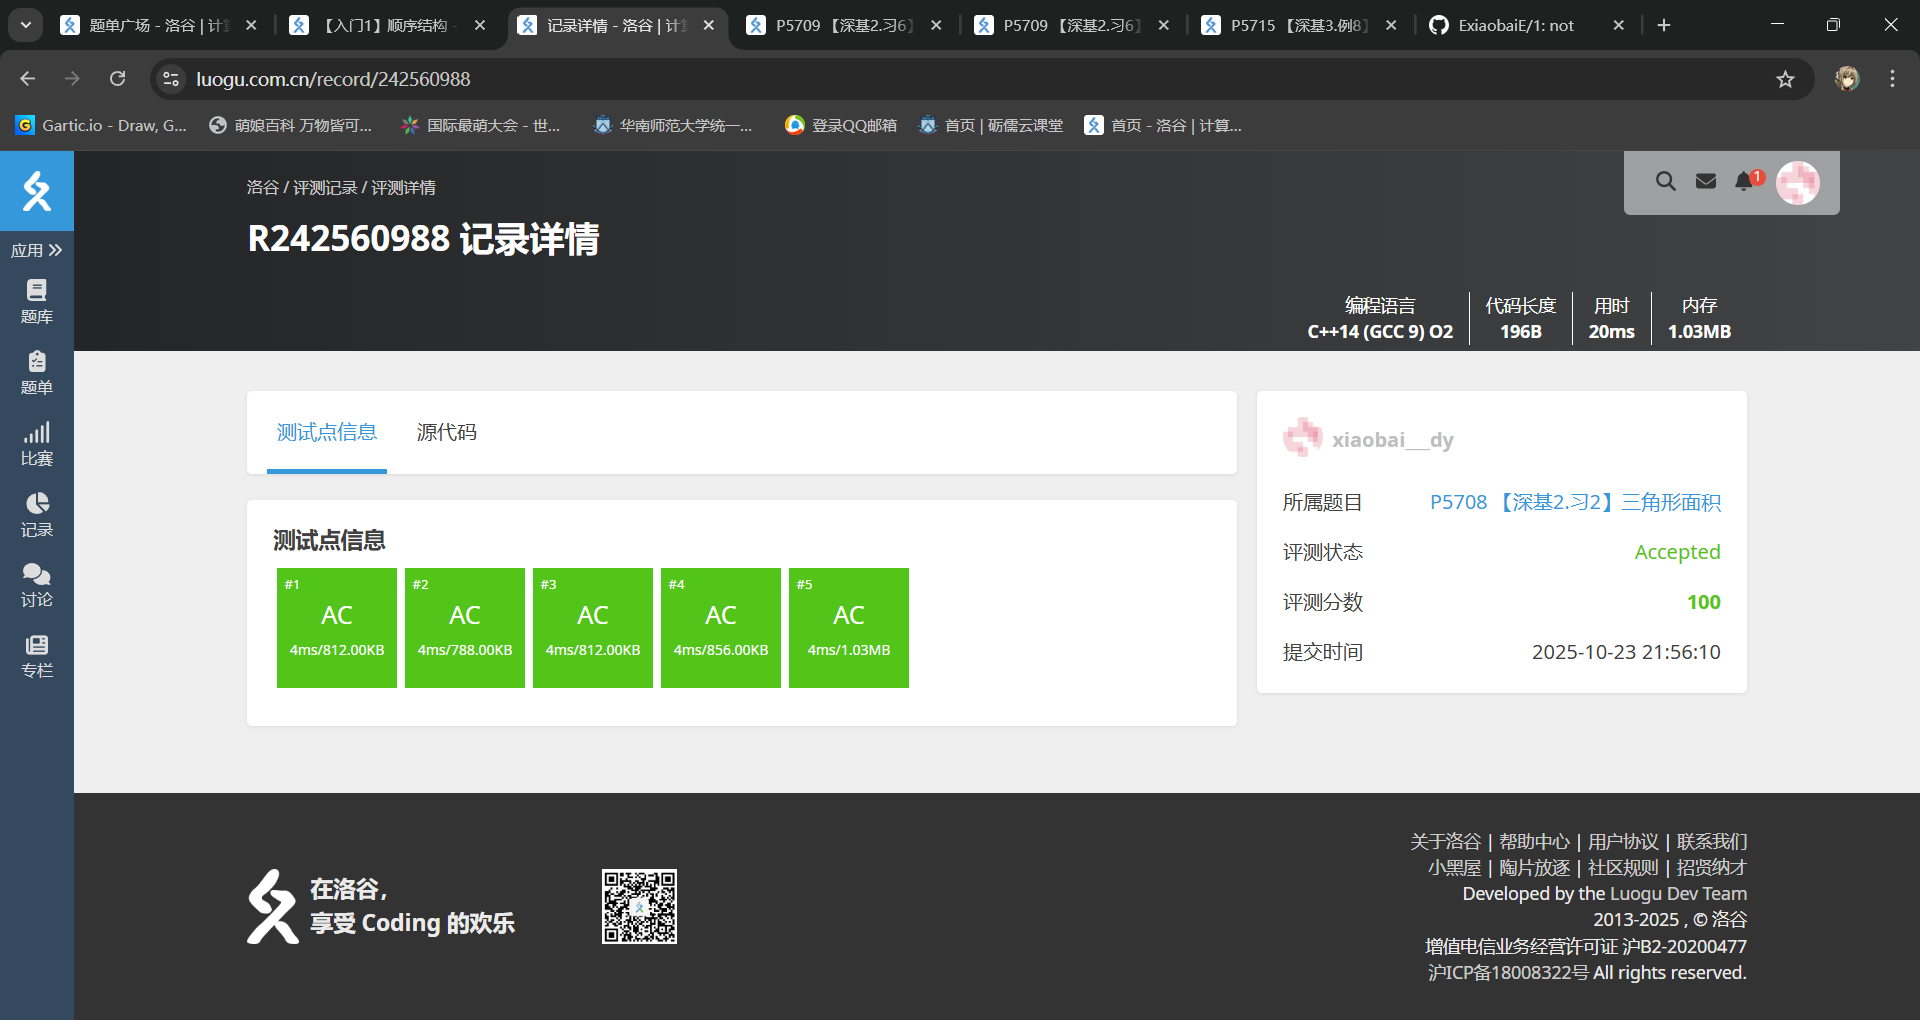 题单广场 - 洛谷 | 计
【入门1】顺序结构 -
记录详情 - 洛谷 | 计
P5709 【深基2.习6】
P5709 【深基2.习6】
P5715 【深基3.例8】
ExiaobaiE/1: not
luogu.com.cn/record/242560988
Gartic.io - Draw, G...
萌娘百科 万物皆可...
国际最萌大会 - 世...
华南师范大学统一...
登录QQ邮箱
首页 | 砺儒云课堂
首页 - 洛谷 | 计算...
洛谷 / 评测记录 / 评测详情
1
R242560988 记录详情
编程语言
C++14 (GCC 9) O2
代码长度
196B
用时
20ms
内存
1.03MB
应用
题库
题单
比赛
记录
讨论
专栏
测试点信息
源代码
测试点信息
#1
AC
4ms/812.00KB
#2
AC
4ms/788.00KB
#3
AC
4ms/812.00KB
#4
AC
4ms/856.00KB
#5
AC
4ms/1.03MB
xiaobai___dy
所属题目 P5708 【深基2.习2】三角形面积
评测状态 Accepted
评测分数 100
提交时间 2025-10-23 21:56:10
在洛谷，
享受 Coding 的欢乐
关于洛谷 | 帮助中心 | 用户协议 | 联系我们
小黑屋 | 陶片放逐 | 社区规则 | 招贤纳才
Developed by the Luogu Dev Team
2013-2025 , © 洛谷
增值电信业务经营许可证 沪B2-20200477
沪ICP备18008322号 All rights reserved.